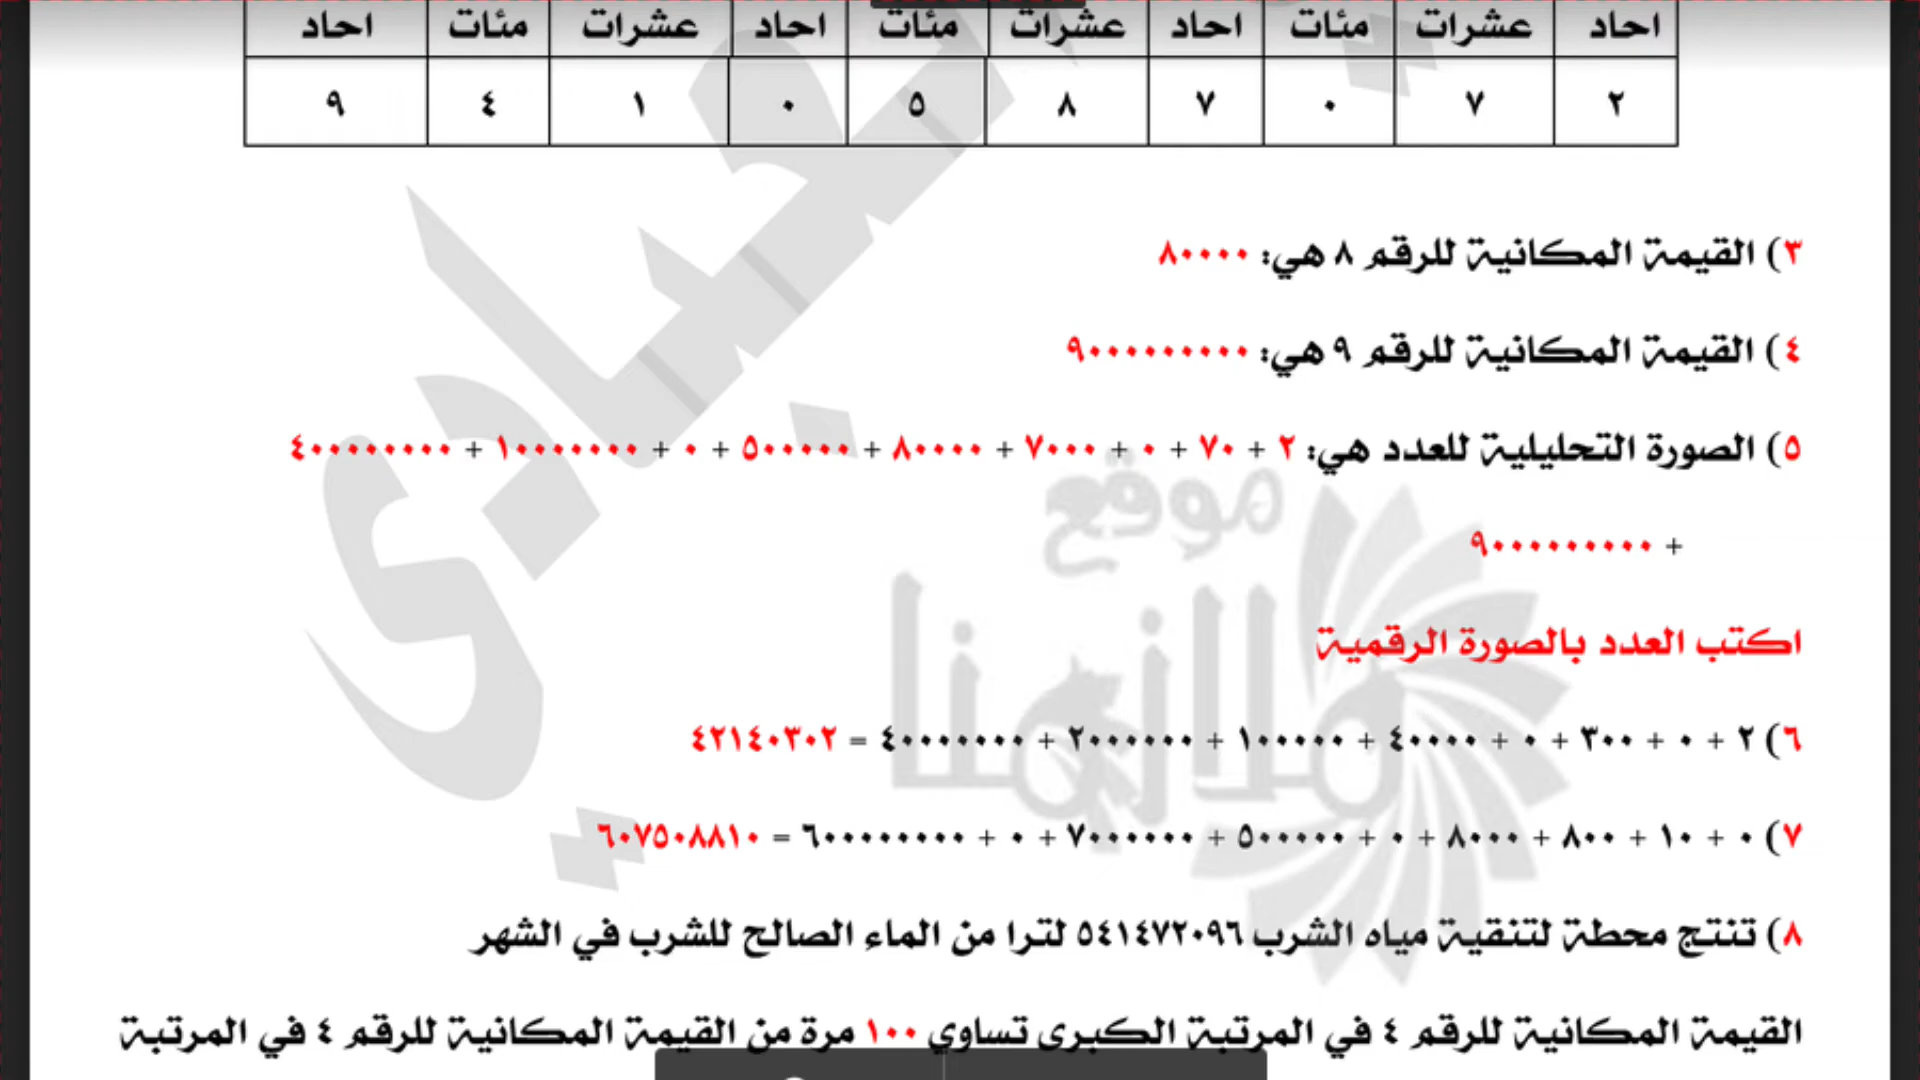 احاد عشرات مئات احاد عشرات مئات احاد عشرات مئات احاد
٢ ٧ ٠ ٧ ٨ ٥ ٠ ١ ٤ ٩
٣) القيمة المكانية للرقم ٨ هي: ٨٠٠٠٠
٤) القيمة المكانية للرقم ٩ هي: ٩٠٠٠٠٠٠٠٠٠
٥) الصورة التحليلية للعدد هي: ٢ + ٧٠ + ٠ + ٧٠٠٠ + ٨٠٠٠٠ + ٥٠٠٠٠٠ + ٠ + ١٠٠٠٠٠٠٠ + ٤٠٠٠٠٠٠٠٠
+ ٩٠٠٠٠٠٠٠٠٠
موقع
ملازمنا
اكتب العدد بالصورة الرقمية
٦) ٢ + ٠ + ٣٠٠ + ٠ + ٤٠٠٠٠ + ١٠٠٠٠٠ + ٢٠٠٠٠٠٠ + ٤٠٠٠٠٠٠٠ = ٤٢١٤٠٣٠٢
٧) ٠ + ١٠ + ٨٠٠ + ٨٠٠٠ + ٠ + ٥٠٠٠٠٠ + ٧٠٠٠٠٠٠ + ٠ + ٦٠٠٠٠٠٠٠٠ = ٦٠٧٥٠٨٨١٠
٨) تنتج محطة لتنقية مياه الشرب ٥٤١٤٧٢٠٩٦ لترا من الماء الصالح للشرب في الشهر
القيمة المكانية للرقم ٤ في المرتبة الكبرى تساوي ١٠٠ مرة من القيمة المكانية للرقم ٤ في المرتبة